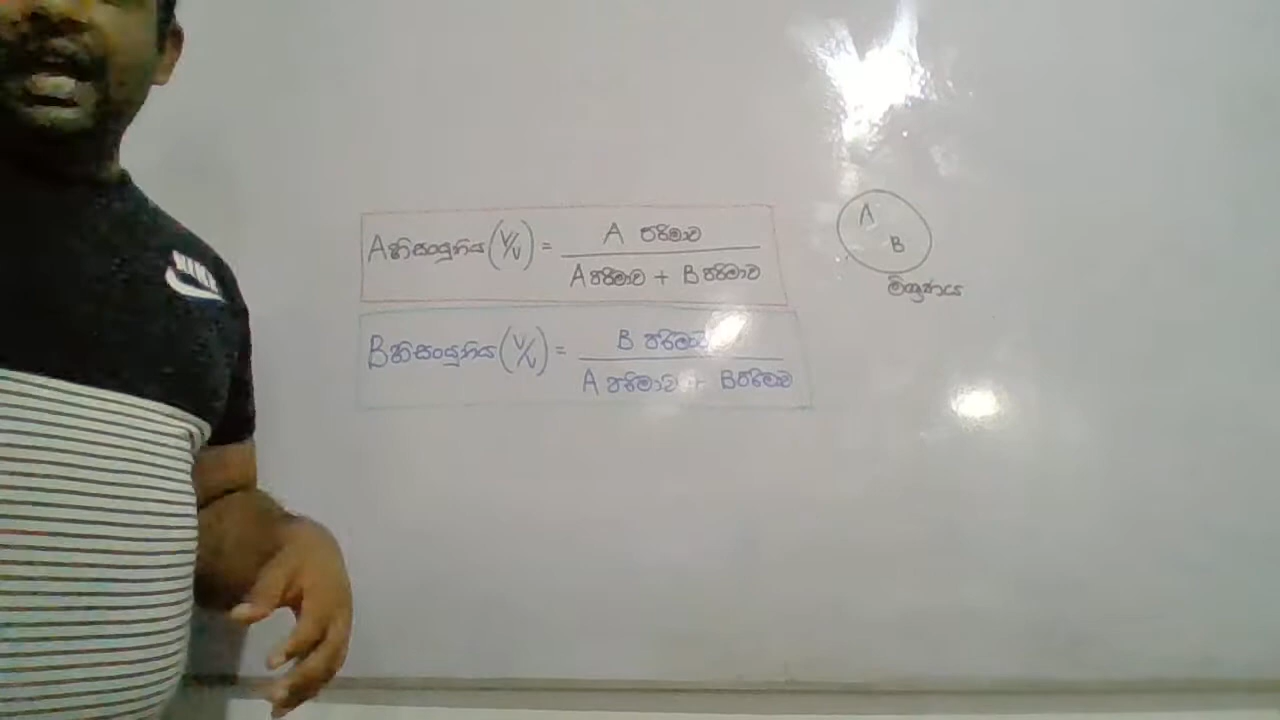 A හි සංයුතිය (V/V) = A පරිමාව / A පරිමාව + B පරිමාව
B හි සංයුතිය (V/V) = B පරිමාව / A පරිමාව + B පරිමාව
A
B
මිශ්‍රණය